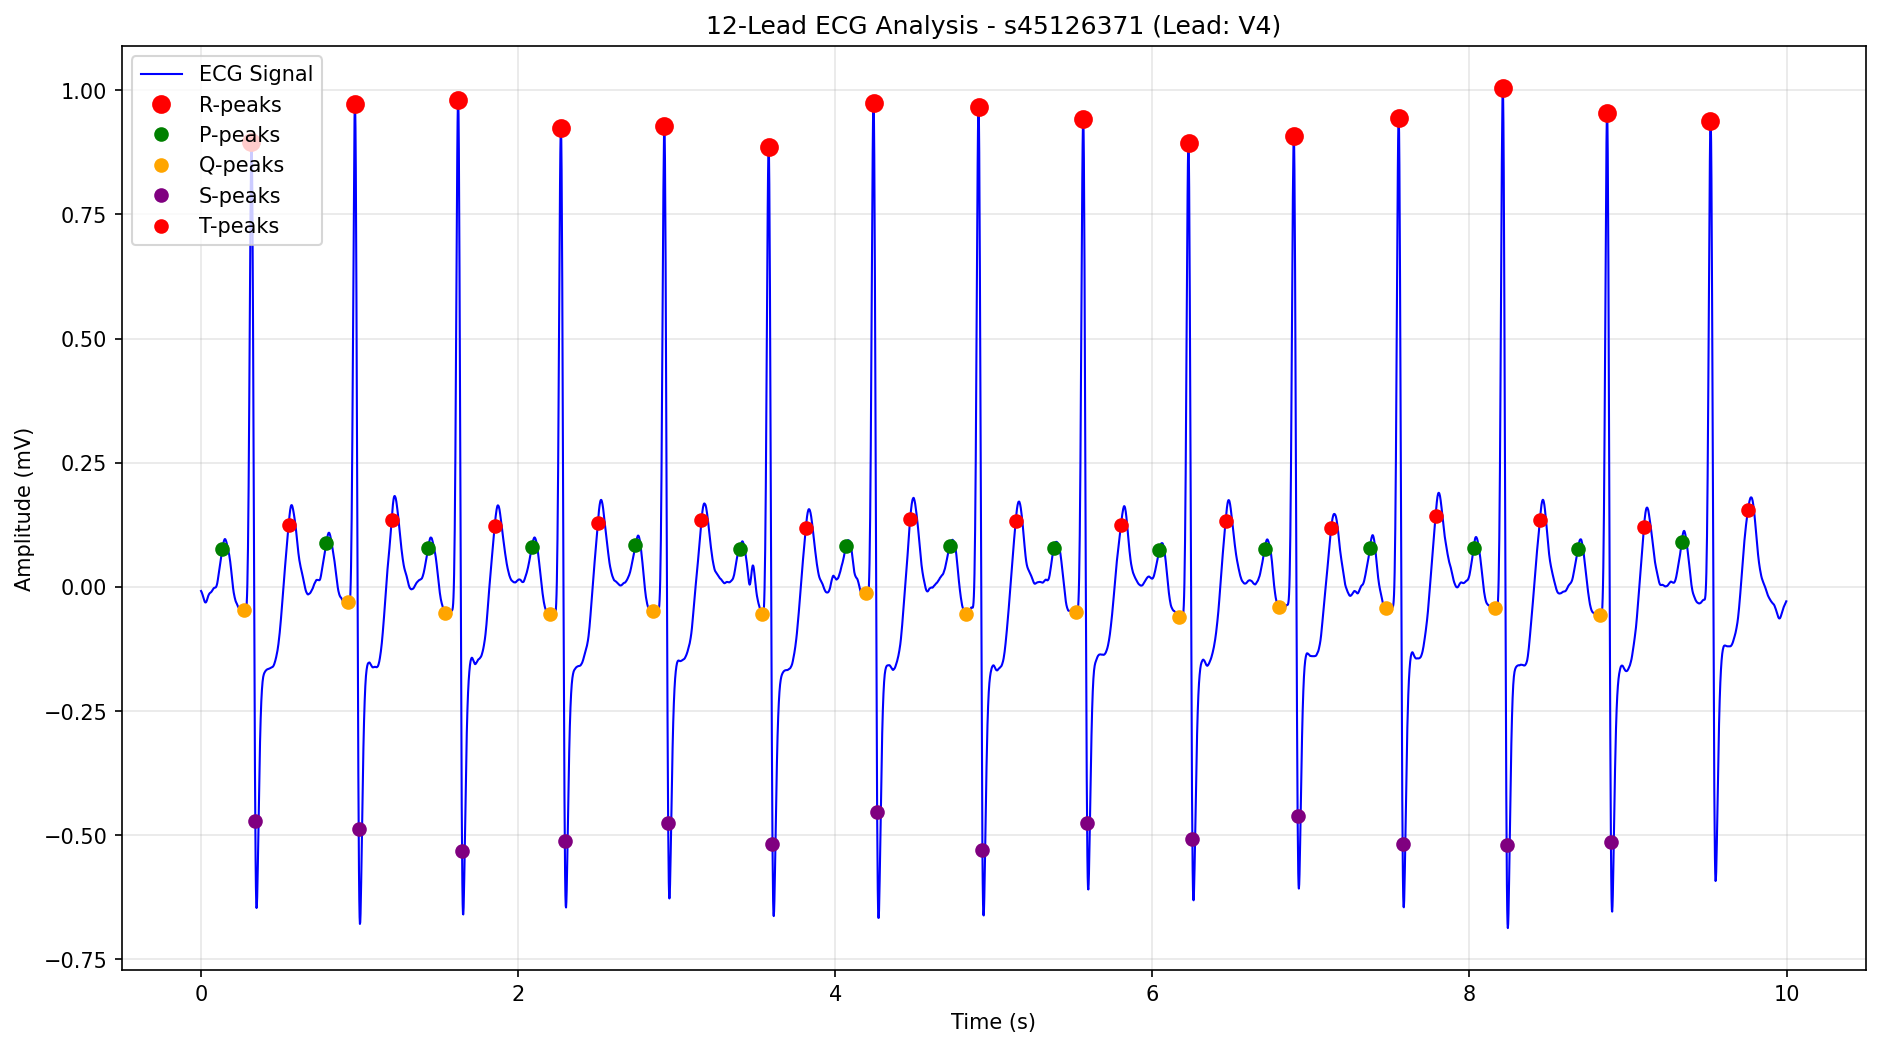 12-Lead ECG Analysis - s45126371 (Lead: V4)
ECG Signal
R-peaks
P-peaks
Q-peaks
S-peaks
T-peaks
1.00
0.75
0.50
0.25
0.00
−0.25
−0.50
−0.75
Amplitude (mV)
0 2 4 6 8 10
Time (s)